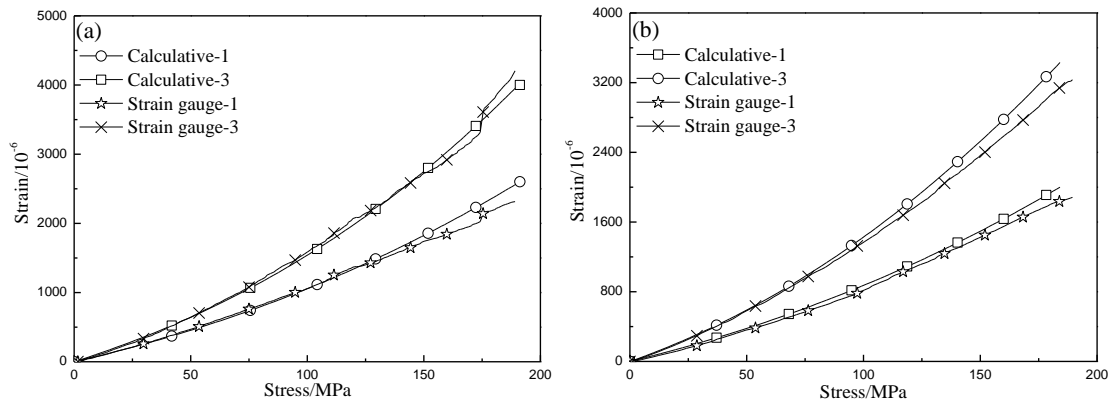 (a)
Calculative-1
Calculative-3
Strain gauge-1
Strain gauge-3
Strain/10-6
5000
4000
3000
2000
1000
0
0 50 100 150 200
Stress/MPa
(b)
Calculative-1
Calculative-3
Strain gauge-1
Strain gauge-3
Strain/10-6
4000
3200
2400
1600
800
0
0 50 100 150 200
Stress/MPa